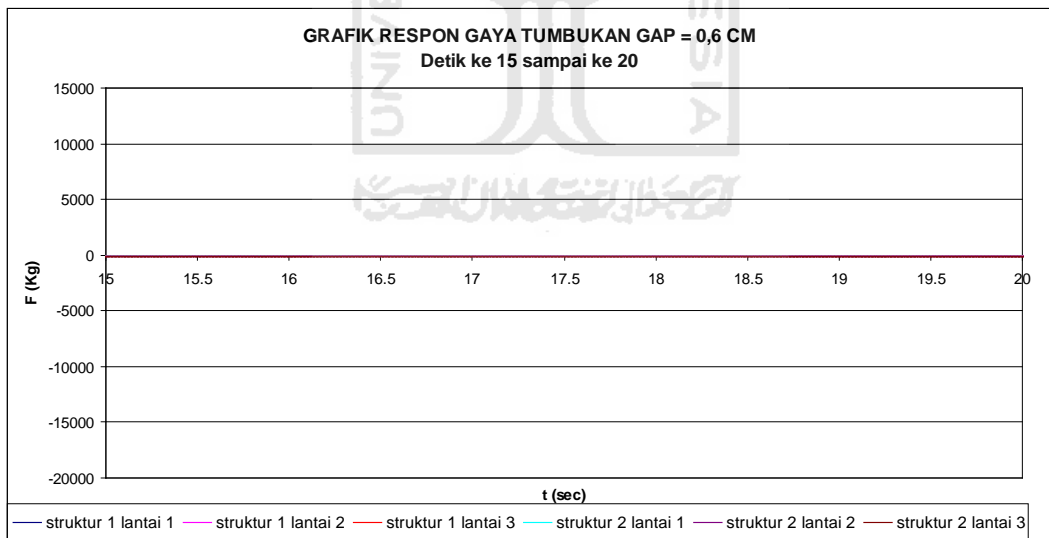 GRAFIK RESPON GAYA TUMBUKAN GAP = 0,6 CM
Detik ke 15 sampai ke 20
UNI
ESIA
15000
10000
5000
0
-5000
-10000
-15000
-20000
F (Kg)
15 15.5 16 16.5 17 17.5 18 18.5 19 19.5 20
t (sec)
struktur 1 lantai 1 struktur 1 lantai 2 struktur 1 lantai 3 struktur 2 lantai 1 struktur 2 lantai 2 struktur 2 lantai 3